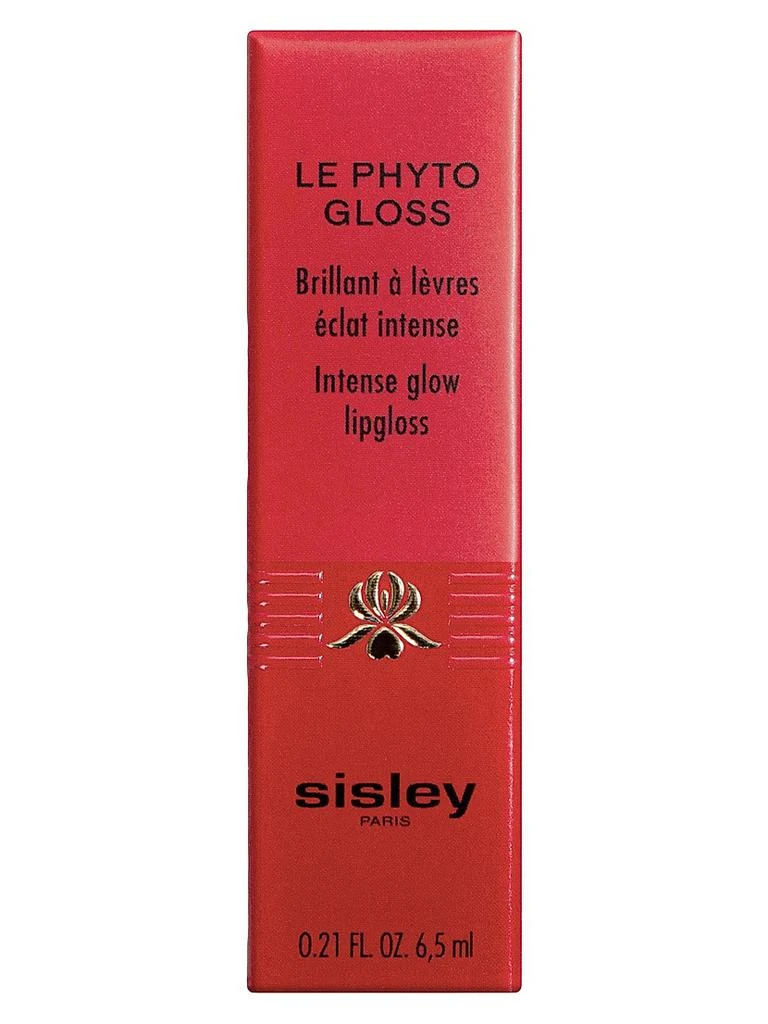 LE PHYTO
GLOSS
Brillant à lèvres
éclat intense
Intense glow
lipgloss
sisley
PARIS
0.21 FL. OZ. 6,5 ml